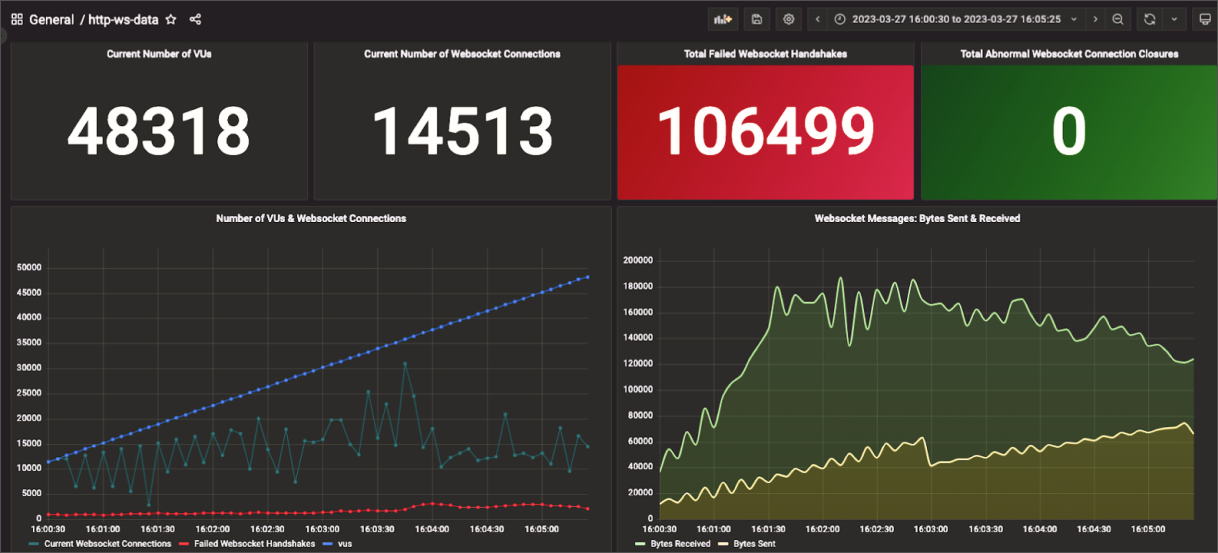 General / http-ws-data
2023-03-27 16:00:30 to 2023-03-27 16:05:25
Current Number of VUs
48318
Current Number of Websocket Connections
14513
Total Failed Websocket Handshakes
106499
Total Abnormal Websocket Connection Closures
0
Number of VUs & Websocket Connections
50000
45000
40000
35000
30000
25000
20000
15000
10000
5000
0
16:00:30 16:01:00 16:01:30 16:02:00 16:02:30 16:03:00 16:03:30 16:04:00 16:04:30 16:05:00
Current Websocket Connections Failed Websocket Handshakes vus
Websocket Messages: Bytes Sent & Received
200000
180000
160000
140000
120000
100000
80000
60000
40000
20000
0
16:00:30 16:01:00 16:01:30 16:02:00 16:02:30 16:03:00 16:03:30 16:04:00 16:04:30 16:05:00
Bytes Received Bytes Sent